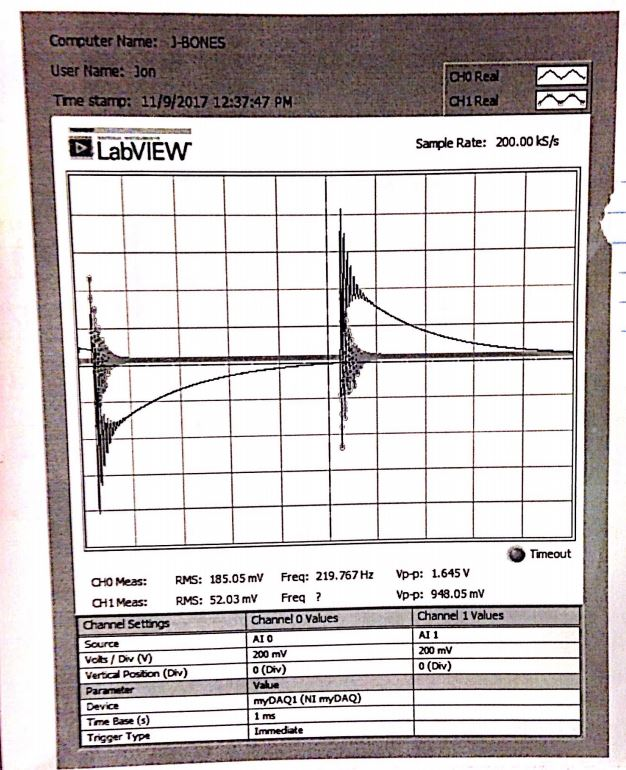 Computer Name: J-BONES
User Name: Jon
Time stamp: 11/9/2017 12:37:47 PM
CH0 Real
CH1 Real
LabVIEW
Sample Rate: 200.00 kS/s
Timeout
CH0 Meas: RMS: 185.05 mV Freq: 219.767 Hz Vp-p: 1.645 V
CH1 Meas: RMS: 52.03 mV Freq ? Vp-p: 948.05 mV
Channel Settings Channel 0 Values Channel 1 Values
Source AI 0 AI 1
Volts / Div (V) 200 mV 200 mV
Vertical Position (Div) 0 (Div) 0 (Div)
Parameter Value
Device myDAQ1 (NI myDAQ)
Time Base (s) 1 ms
Trigger Type Immediate